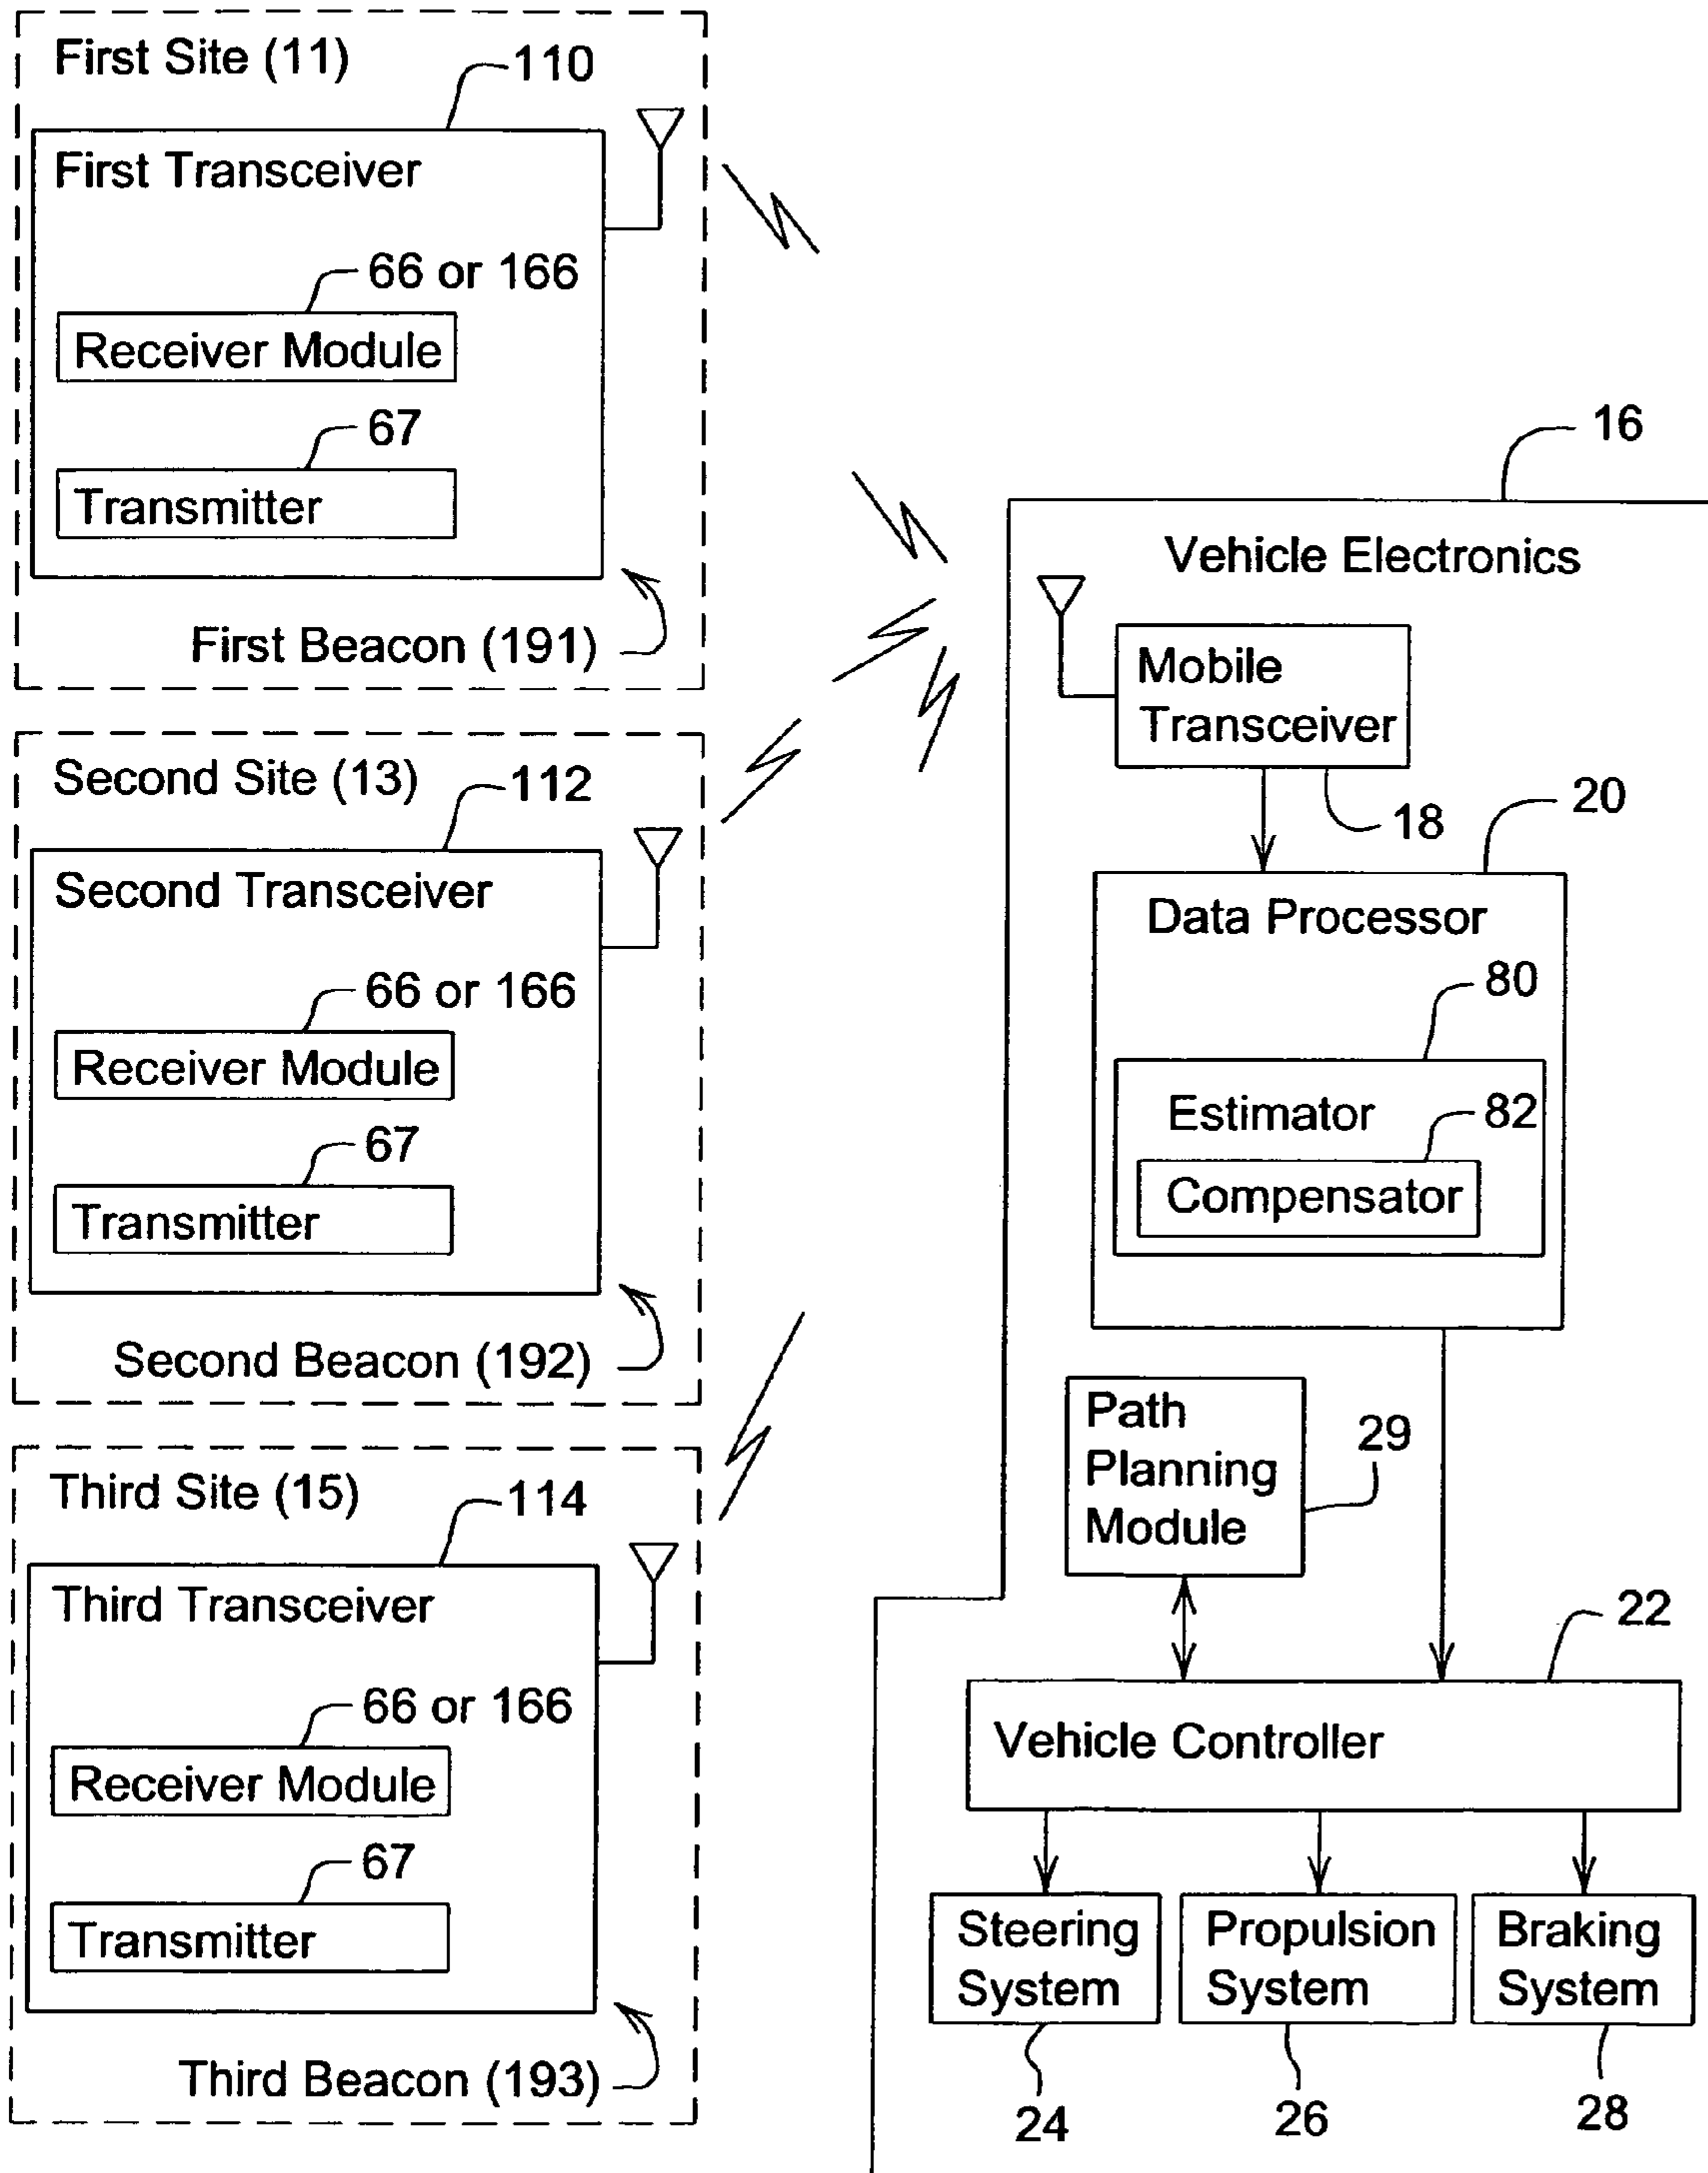 First Site (11)
110
First Transceiver
66 or 166
Receiver Module
67
Transmitter
First Beacon (191)
Second Site (13)
112
Second Transceiver
66 or 166
Receiver Module
67
Transmitter
Second Beacon (192)
Third Site (15)
114
Third Transceiver
66 or 166
Receiver Module
67
Transmitter
Third Beacon (193)
16
Vehicle Electronics
Mobile
Transceiver
18
20
Data Processor
80
Estimator
82
Compensator
Path
Planning
Module
29
22
Vehicle Controller
Steering
System
24
Propulsion
System
26
Braking
System
28